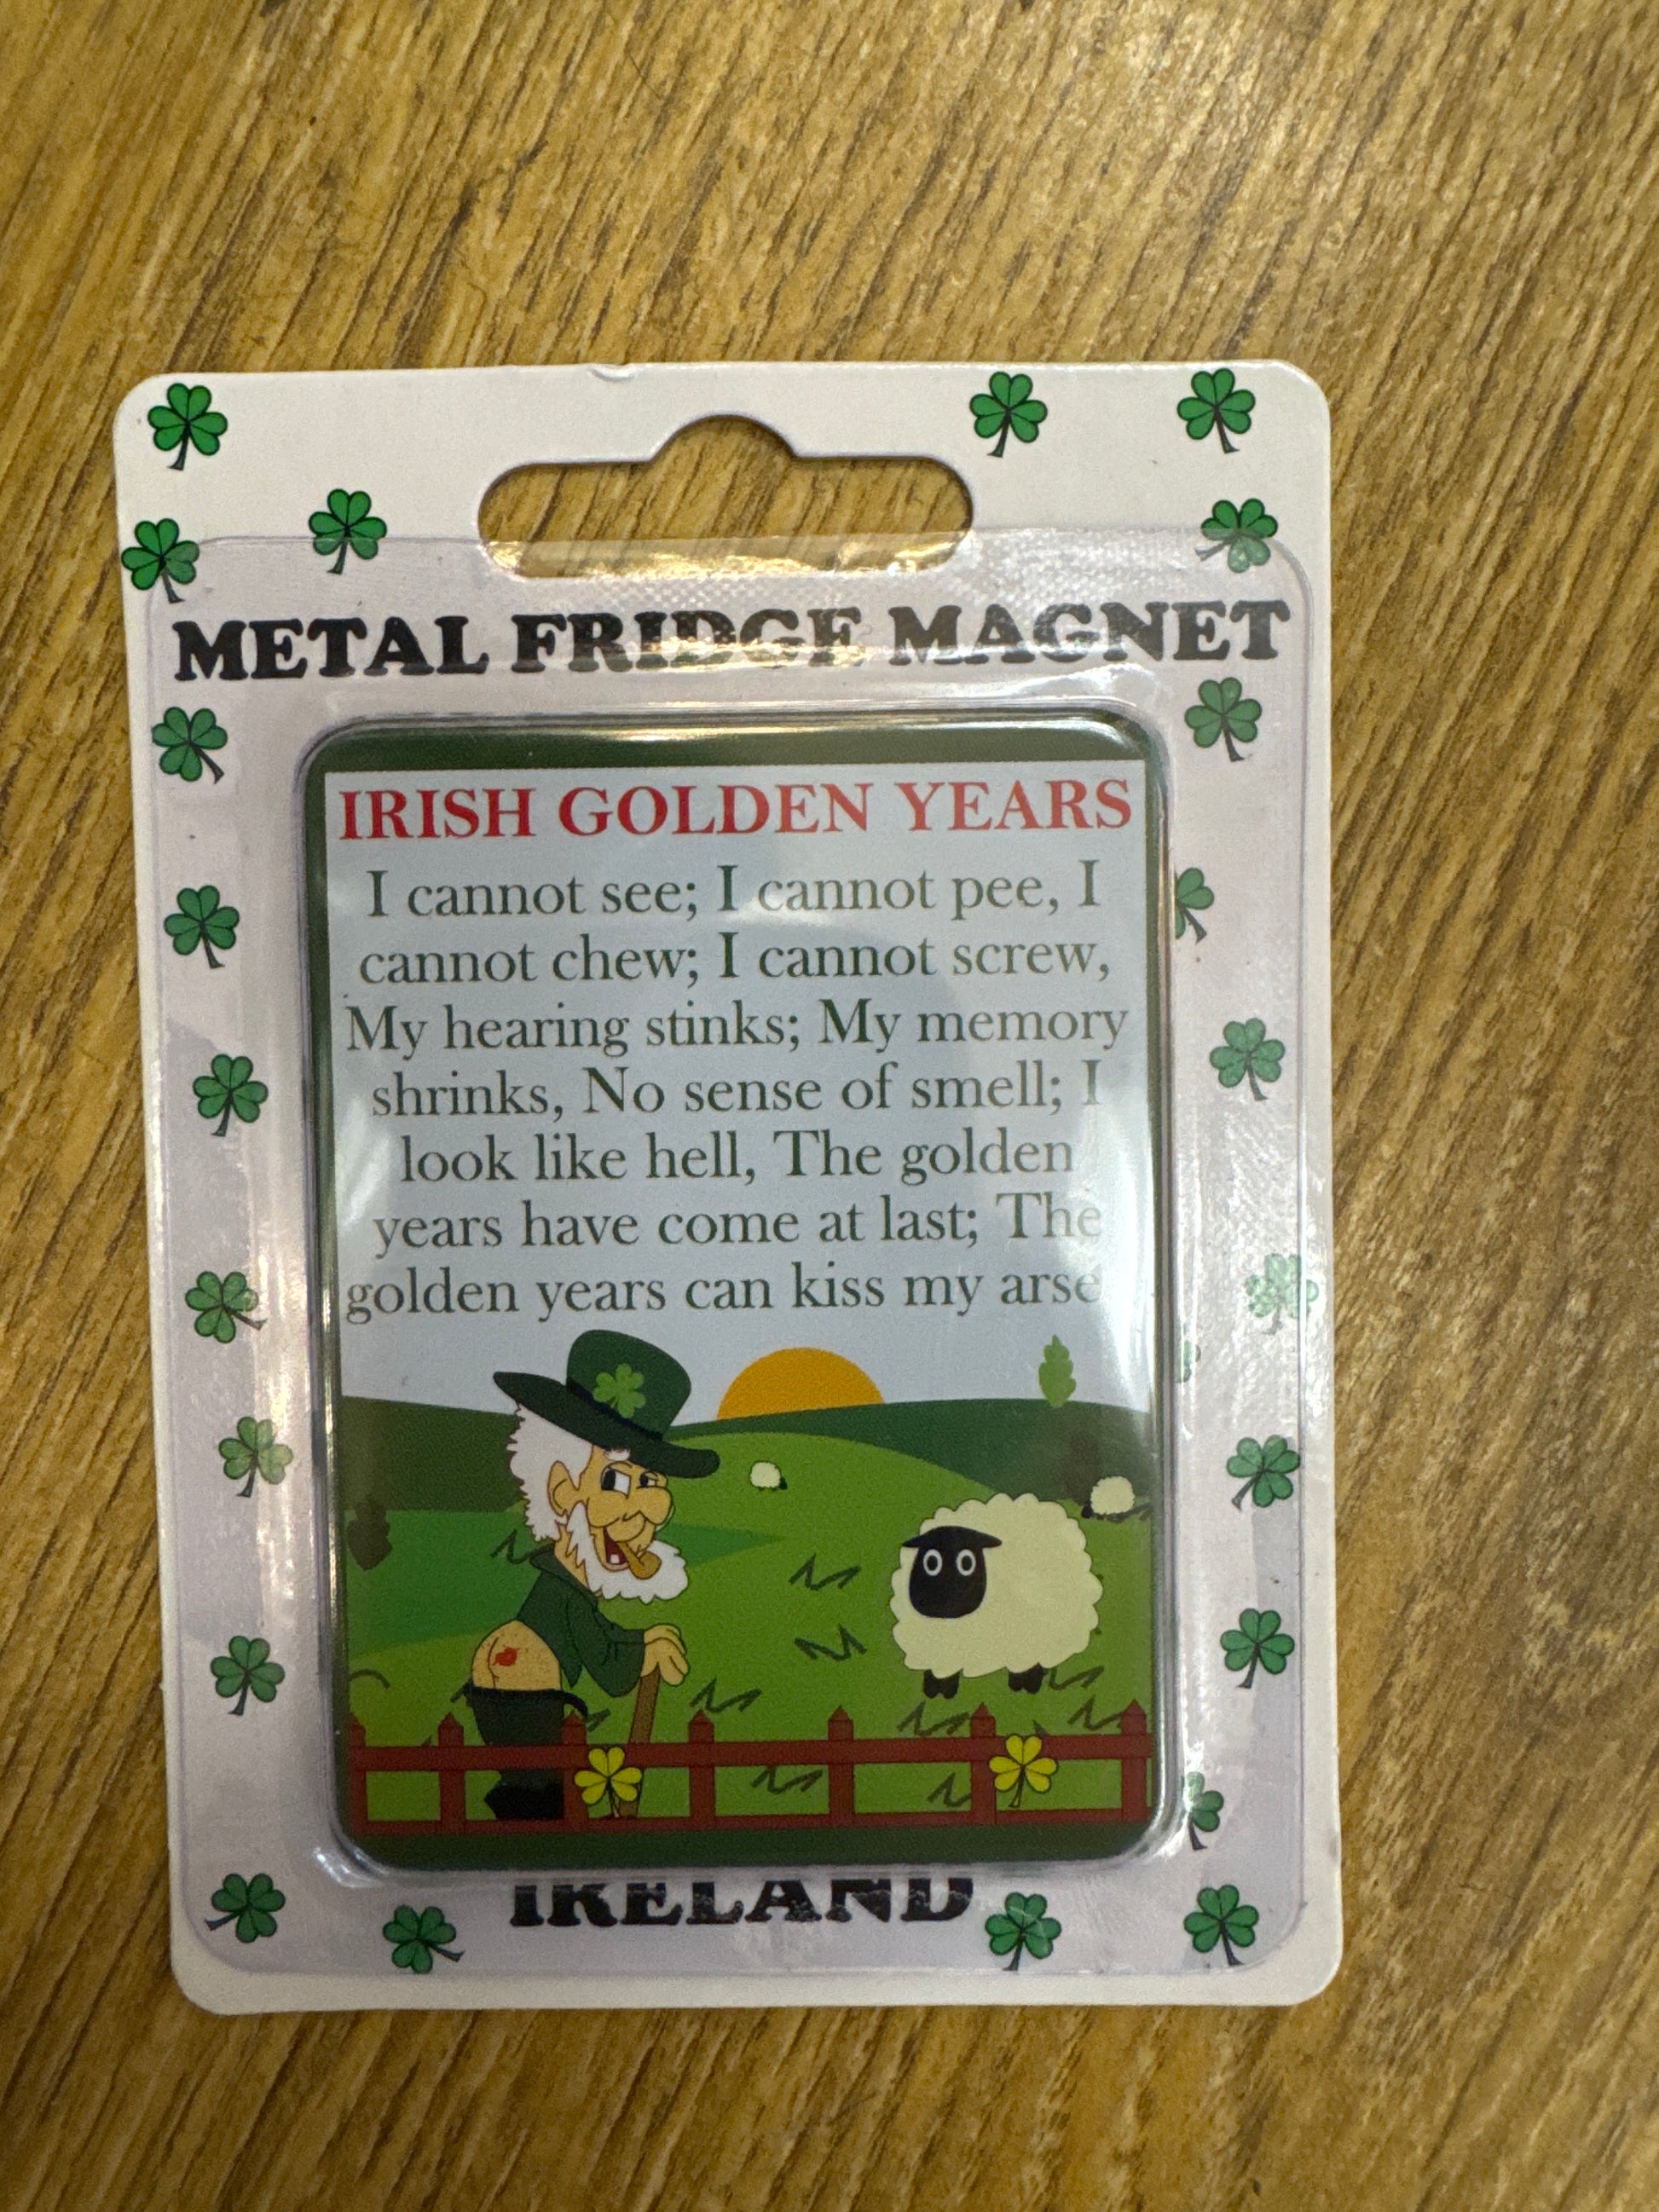 METAL FRIDGE MAGNET
IRISH GOLDEN YEARS
I cannot see; I cannot pee, I
cannot chew; I cannot screw,
My hearing stinks; My memory
shrinks, No sense of smell; I
look like hell, The golden
years have come at last; The
golden years can kiss my arse
IRELAND